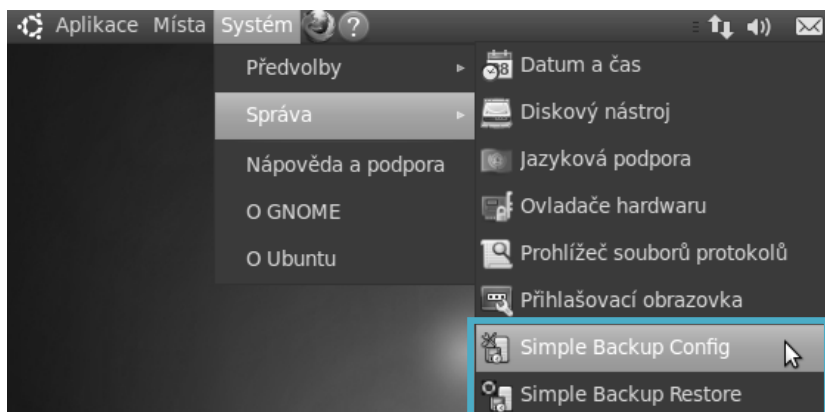 Aplikace Místa Systém ?
Předvolby
Správa
Nápověda a podpora
O GNOME
O Ubuntu
Datum a čas
Diskový nástroj
Jazyková podpora
Ovladače hardwaru
Prohlížeč souborů protokolů
Přihlašovací obrazovka
Simple Backup Config
Simple Backup Restore